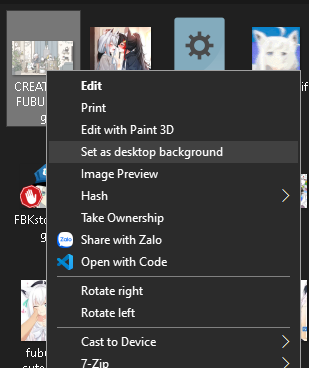 CREAT
FUBU
g
if
Edit
Print
Edit with Paint 3D
Set as desktop background
Image Preview
Hash
Take Ownership
Share with Zalo
Zalo
Open with Code
FBKsto
g
Rotate right
Rotate left
Cast to Device
fubu
cute
7-Zip